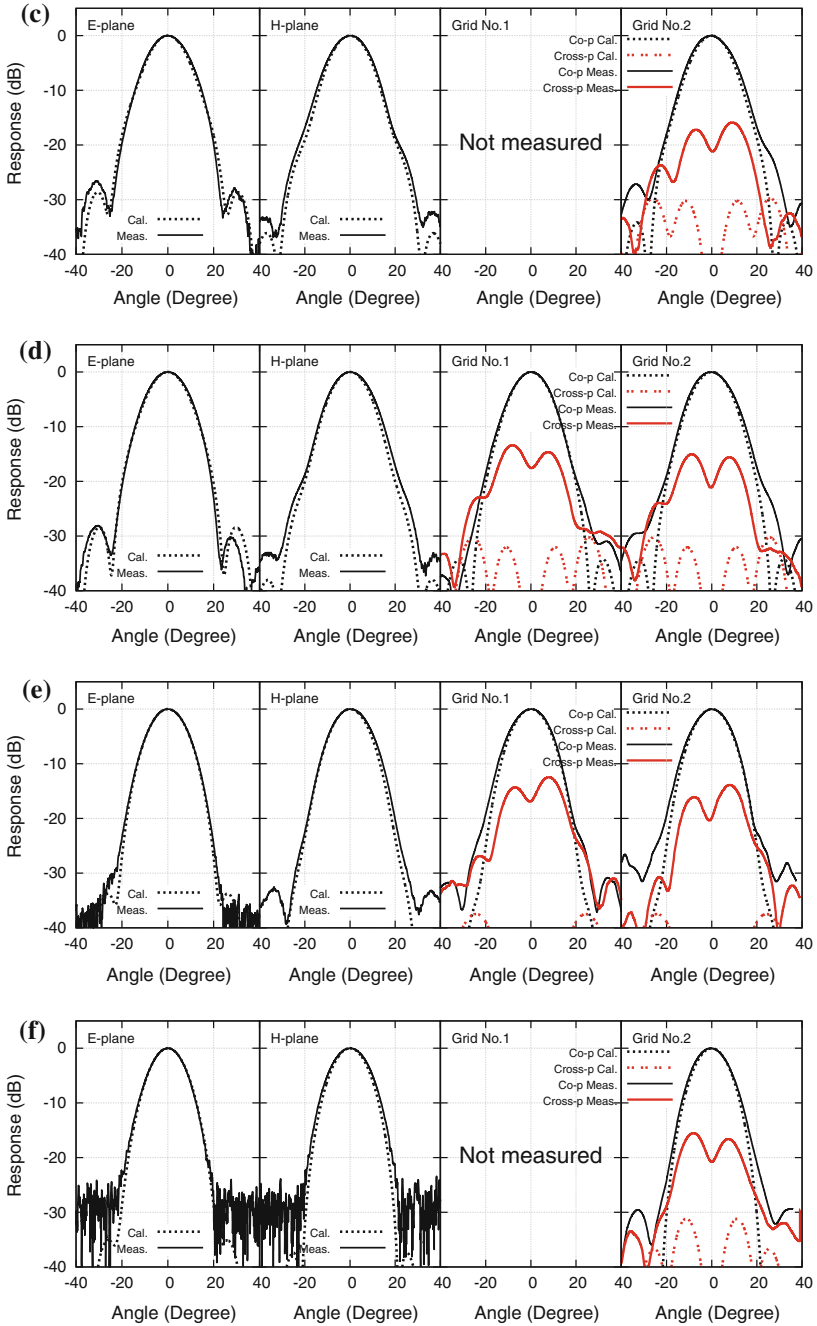 (c)
E-plane
H-plane
Grid No.1
Grid No.2
Co-p Cal.
Cross-p Cal.
Co-p Meas.
Cross-p Meas.
Not measured
Cal.
Meas.
Cal.
Meas.
Response (dB)
0
-10
-20
-30
-40
-40 -20 0 20 40 20 0 20 40 20 0 20 40 20 0 20 40
Angle (Degree) Angle (Degree) Angle (Degree) Angle (Degree)
(d)
E-plane
H-plane
Grid No.1
Grid No.2
Co-p Cal.
Cross-p Cal.
Co-p Meas.
Cross-p Meas.
Cal.
Meas.
Cal.
Meas.
Response (dB)
0
-10
-20
-30
-40
-40 -20 0 20 40 20 0 20 40 20 0 20 40 20 0 20 40
Angle (Degree) Angle (Degree) Angle (Degree) Angle (Degree)
(e)
E-plane
H-plane
Grid No.1
Grid No.2
Co-p Cal.
Cross-p Cal.
Co-p Meas.
Cross-p Meas.
Cal.
Meas.
Cal.
Meas.
Response (dB)
0
-10
-20
-30
-40
-40 -20 0 20 40 20 0 20 40 20 0 20 40 20 0 20 40
Angle (Degree) Angle (Degree) Angle (Degree) Angle (Degree)
(f)
E-plane
H-plane
Grid No.1
Grid No.2
Co-p Cal.
Cross-p Cal.
Co-p Meas.
Cross-p Meas.
Not measured
Cal.
Meas.
Cal.
Meas.
Response (dB)
0
-10
-20
-30
-40
-40 -20 0 20 40 20 0 20 40 20 0 20 40 20 0 20 40
Angle (Degree) Angle (Degree) Angle (Degree) Angle (Degree)